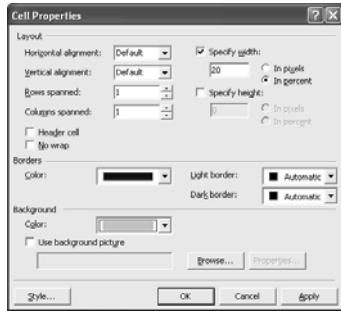 Cell Properties
Layout
Horizontal alignment: Default
Specify width:
Vertical alignment: Default
20
In pixels
In percent
Rows spanned: 1
Specify height:
Columns spanned: 1
0
In pixels
In percent
Header cell
No wrap
Borders
Color:
Light border: Automatic
Dark border: Automatic
Background
Color:
Use background picture
Browse... Properties...
Style... OK Cancel Apply